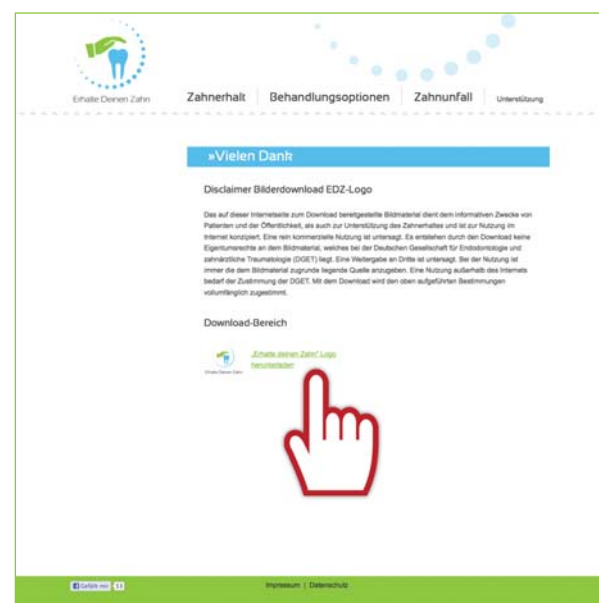 Erhalte Deinen Zahn
Zahnerhalt
Behandlungsoptionen
Zahnunfall
Unterstützung
»Vielen Dank
Disclaimer Bilderdownload EDZ-Logo
Das auf dieser Internetseite zum Download bereitgestellte Bildmaterial dient dem informativen Zwecke von
Patienten und der Öffentlichkeit, als auch zur Unterstützung des Zahnerhaltes und ist zur Nutzung im
Internet konzipiert. Eine rein kommerzielle Nutzung ist untersagt. Es entstehen durch den Download keine
Eigentumsrechte an dem Bildmaterial, welches bei der Deutschen Gesellschaft für Endodontologie und
zahnärztliche Traumatologie (DGET) liegt. Eine Weitergabe an Dritte ist untersagt. Bei der Nutzung ist
immer die dem Bildmaterial zugrunde liegende Quelle anzugeben. Eine Nutzung außerhalb des Internets
bedarf der Zustimmung der DGET. Mit dem Download wird den oben aufgeführten Bestimmungen
vollumfänglich zugestimmt.
Download-Bereich
Erhalte Deinen Zahn
„Erhalte deinen Zahn" Logo
herunterladen
Gefällt mir
53
Impressum | Datenschutz